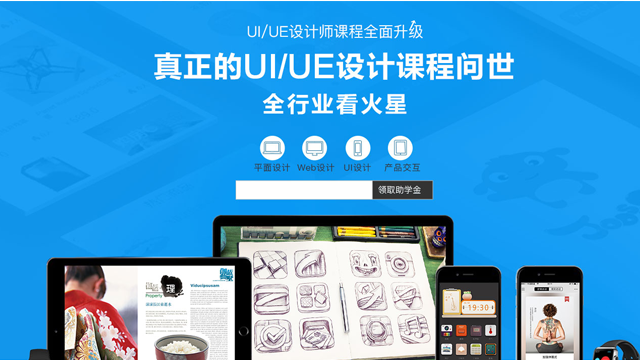 UI/UE设计师课程全面升级
真正的UI/UE设计课程问世
全行业看火星
平面设计 Web设计 UI设计 产品交互
领取助学金
Property 理
19:30